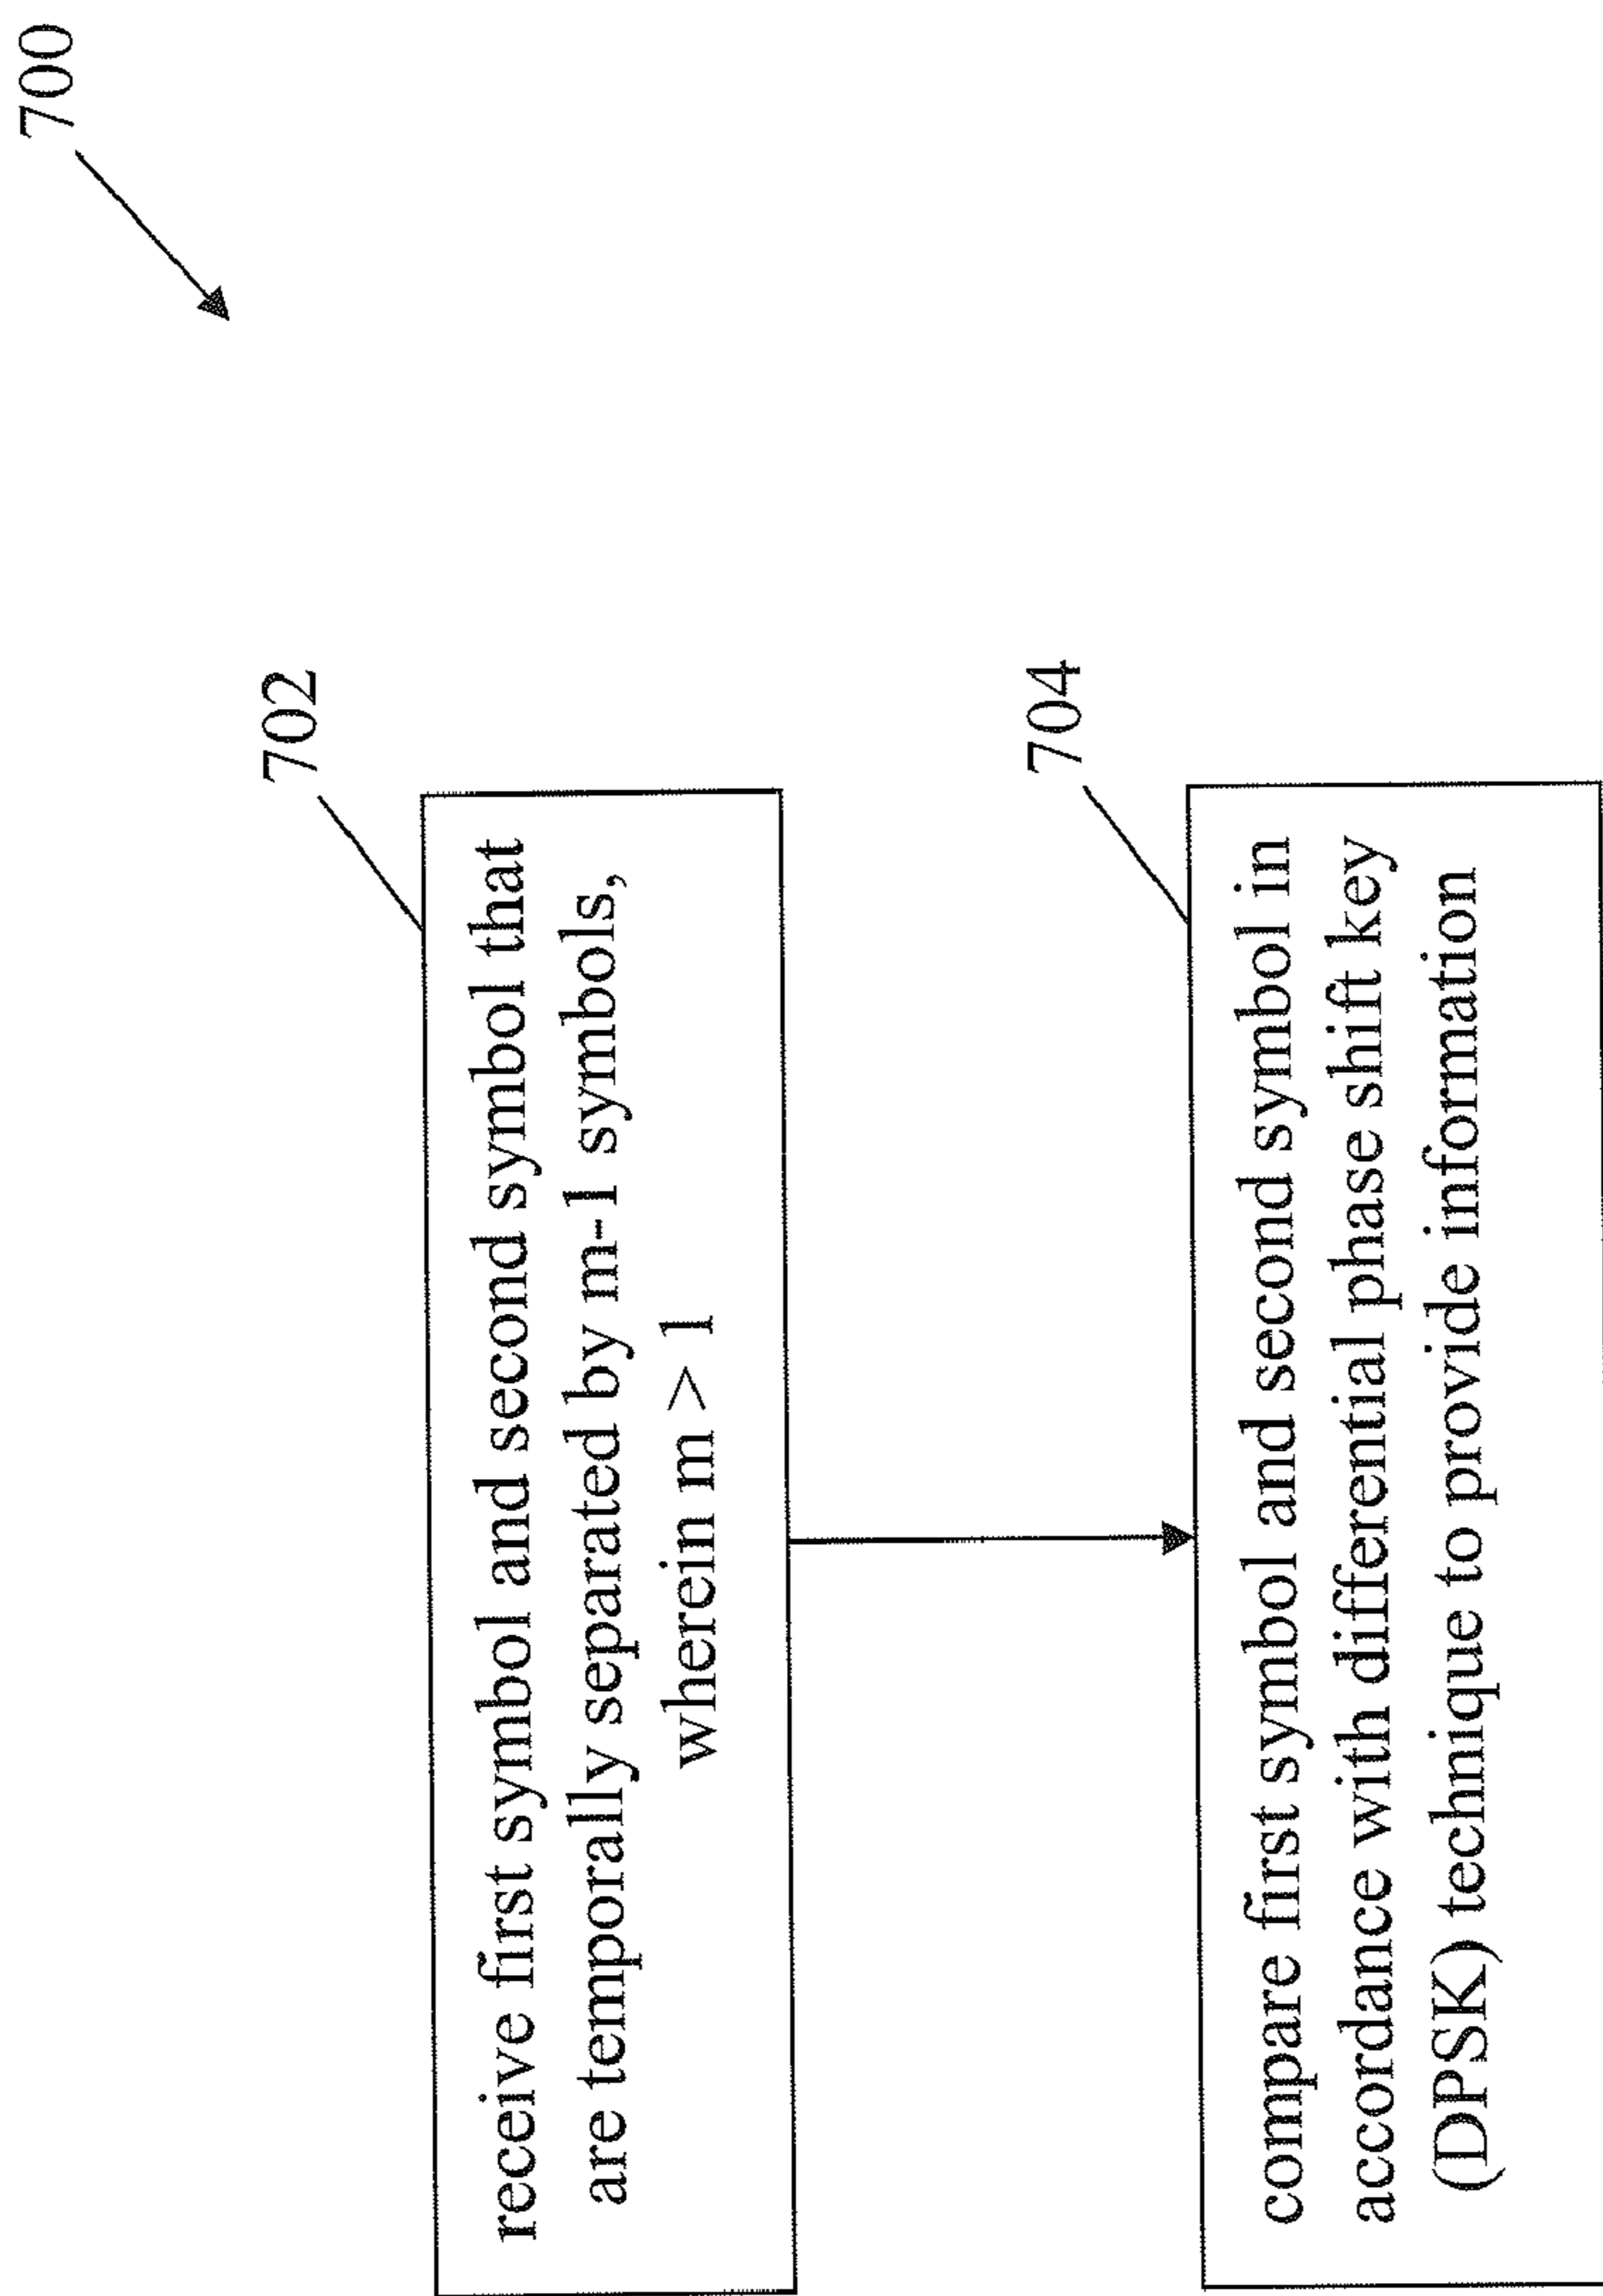 700
702
receive first symbol and second symbol that
are temporally separated by m-1 symbols,
wherein m > 1
704
compare first symbol and second symbol in
accordance with differential phase shift key
(DPSK) technique to provide information